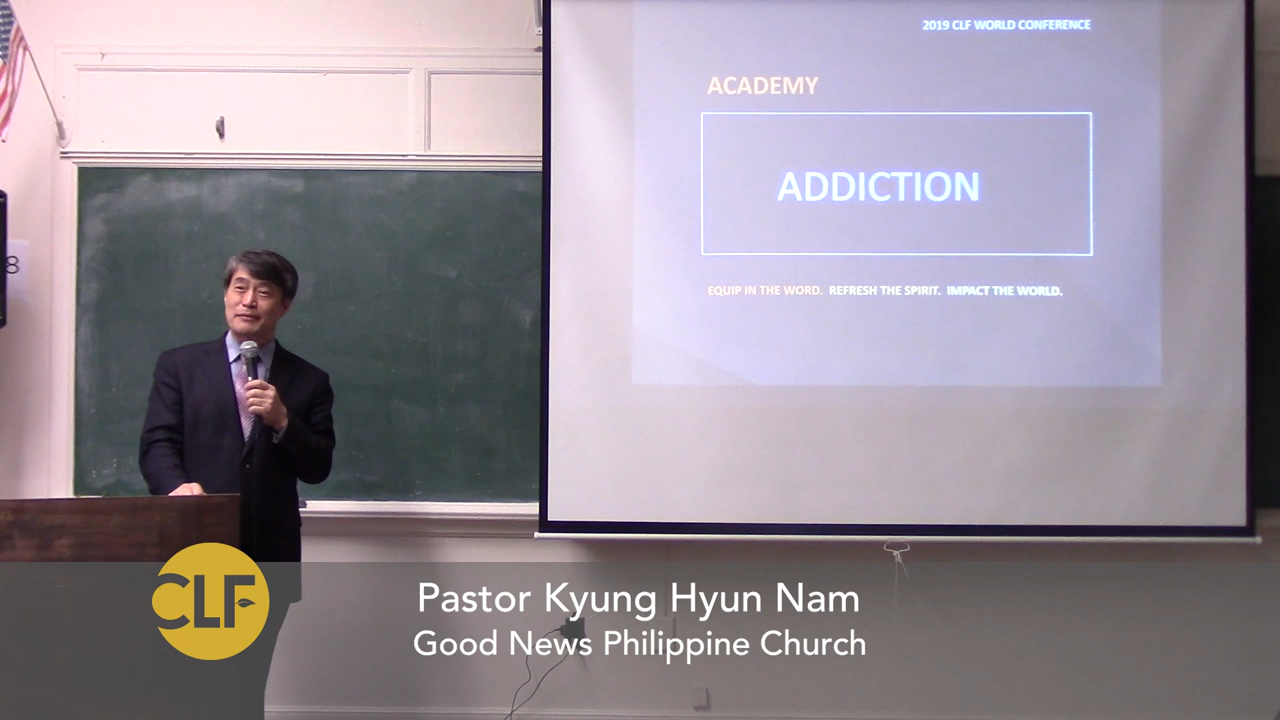 2019 CLF WORLD CONFERENCE
ACADEMY
ADDICTION
EQUIP IN THE WORD. REFRESH THE SPIRIT. IMPACT THE WORLD.
8
CLF
Pastor Kyung Hyun Nam
Good News Philippine Church